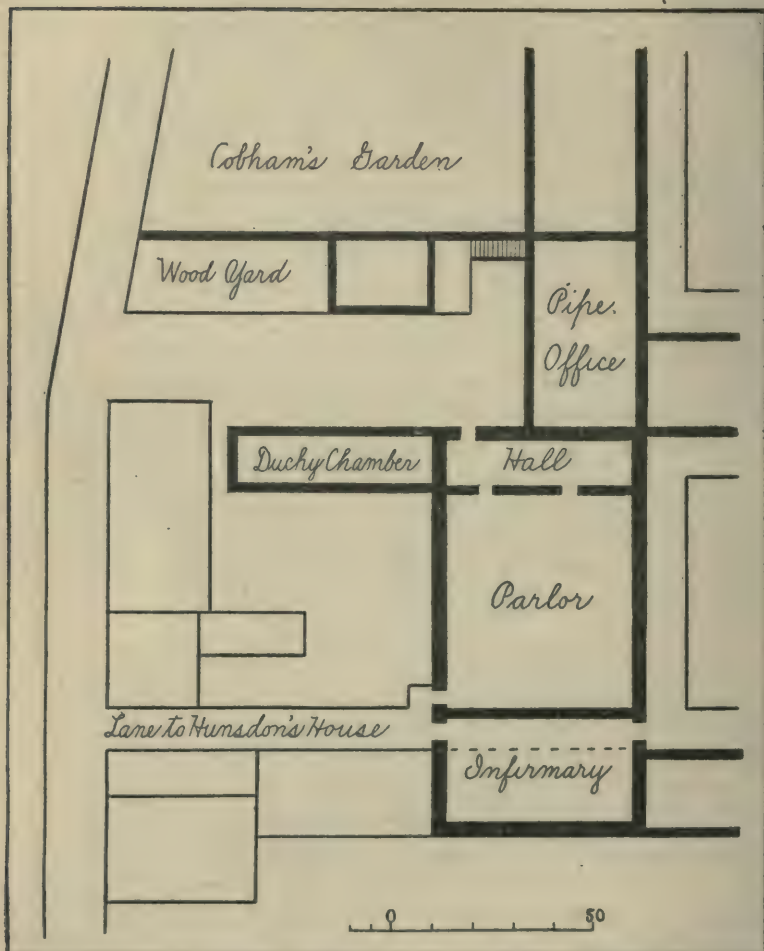 Cobham's Garden
Wood Yard
Pipe.
Office
Duchy Chamber
Hall
Parlor
Lane to Hunsdon's House
Infirmary
0 50